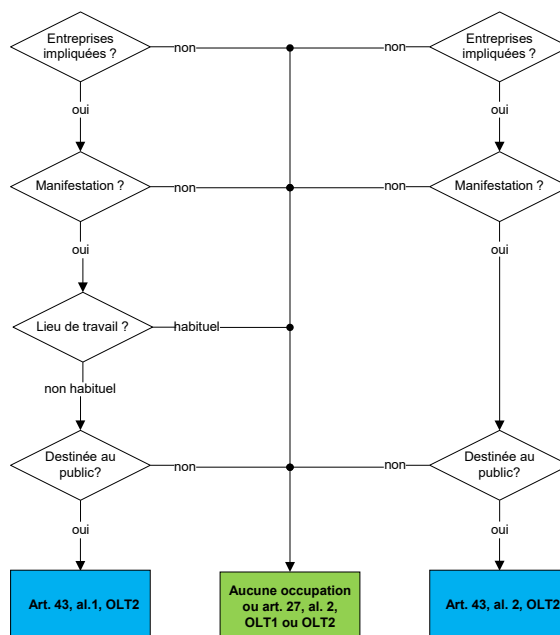 Entreprises
impliquées ?
non
non
Entreprises
impliquées ?
oui
oui
Manifestation ?
non
non
Manifestation ?
oui
oui
Lieu de travail ?
habituel
non habituel
Destinée au
public?
non
non
Destinée au
public?
oui
oui
Art. 43, al.1, OLT2
Aucune occupation
ou art. 27, al. 2,
OLT1 ou OLT2
Art. 43, al. 2, OLT2